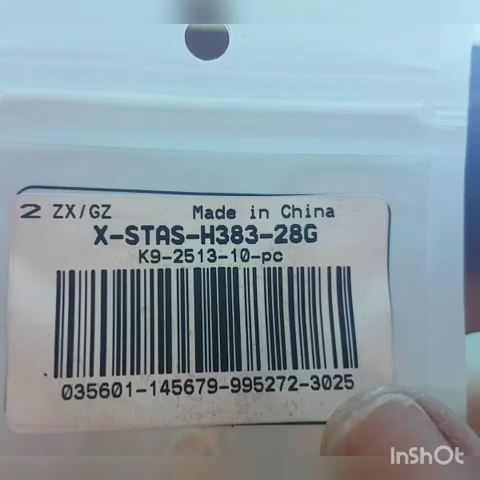 2 ZX/GZ Made in China
X-STAS-H383-28G
K9-2513-10-pc
035601-145679-995272-3025
InShOt